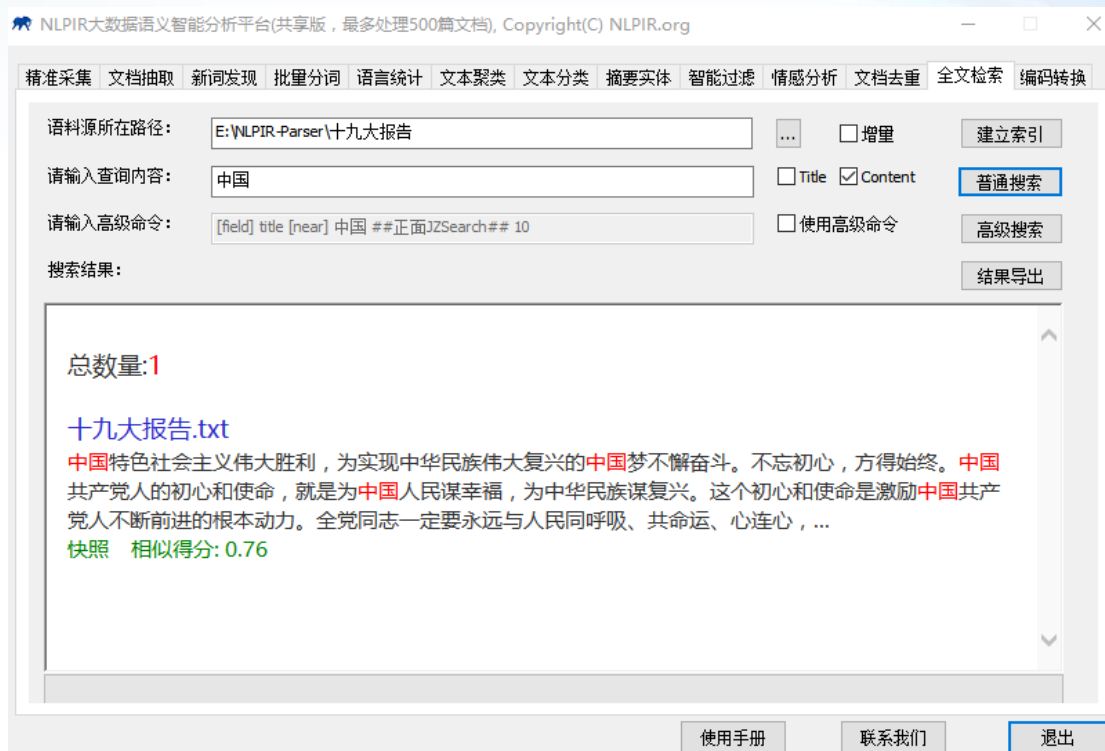 NLPIR大数据语义智能分析平台(共享版，最多处理500篇文档), Copyright(C) NLPIR.org
精准采集 文档抽取 新词发现 批量分词 语言统计 文本聚类 文本分类 摘要实体 智能过滤 情感分析 文档去重 全文检索 编码转换
语料源所在路径： E:\NLPIR-Parser\十九大报告 ... 增量 建立索引
请输入查询内容： 中国 Title Content 普通搜索
请输入高级命令： [field] title [near] 中国 ##正面JZSearch## 10 使用高级命令 高级搜索
搜索结果： 结果导出
总数量:1
十九大报告.txt
中国特色社会主义伟大胜利，为实现中华民族伟大复兴的中国梦不懈奋斗。不忘初心，方得始终。中国
共产党人的初心和使命，就是为中国人民谋幸福，为中华民族谋复兴。这个初心和使命是激励中国共产
党人不断前进的根本动力。全党同志一定要永远与人民同呼吸、共命运、心连心，...
快照 相似得分: 0.76
使用手册 联系我们 退出